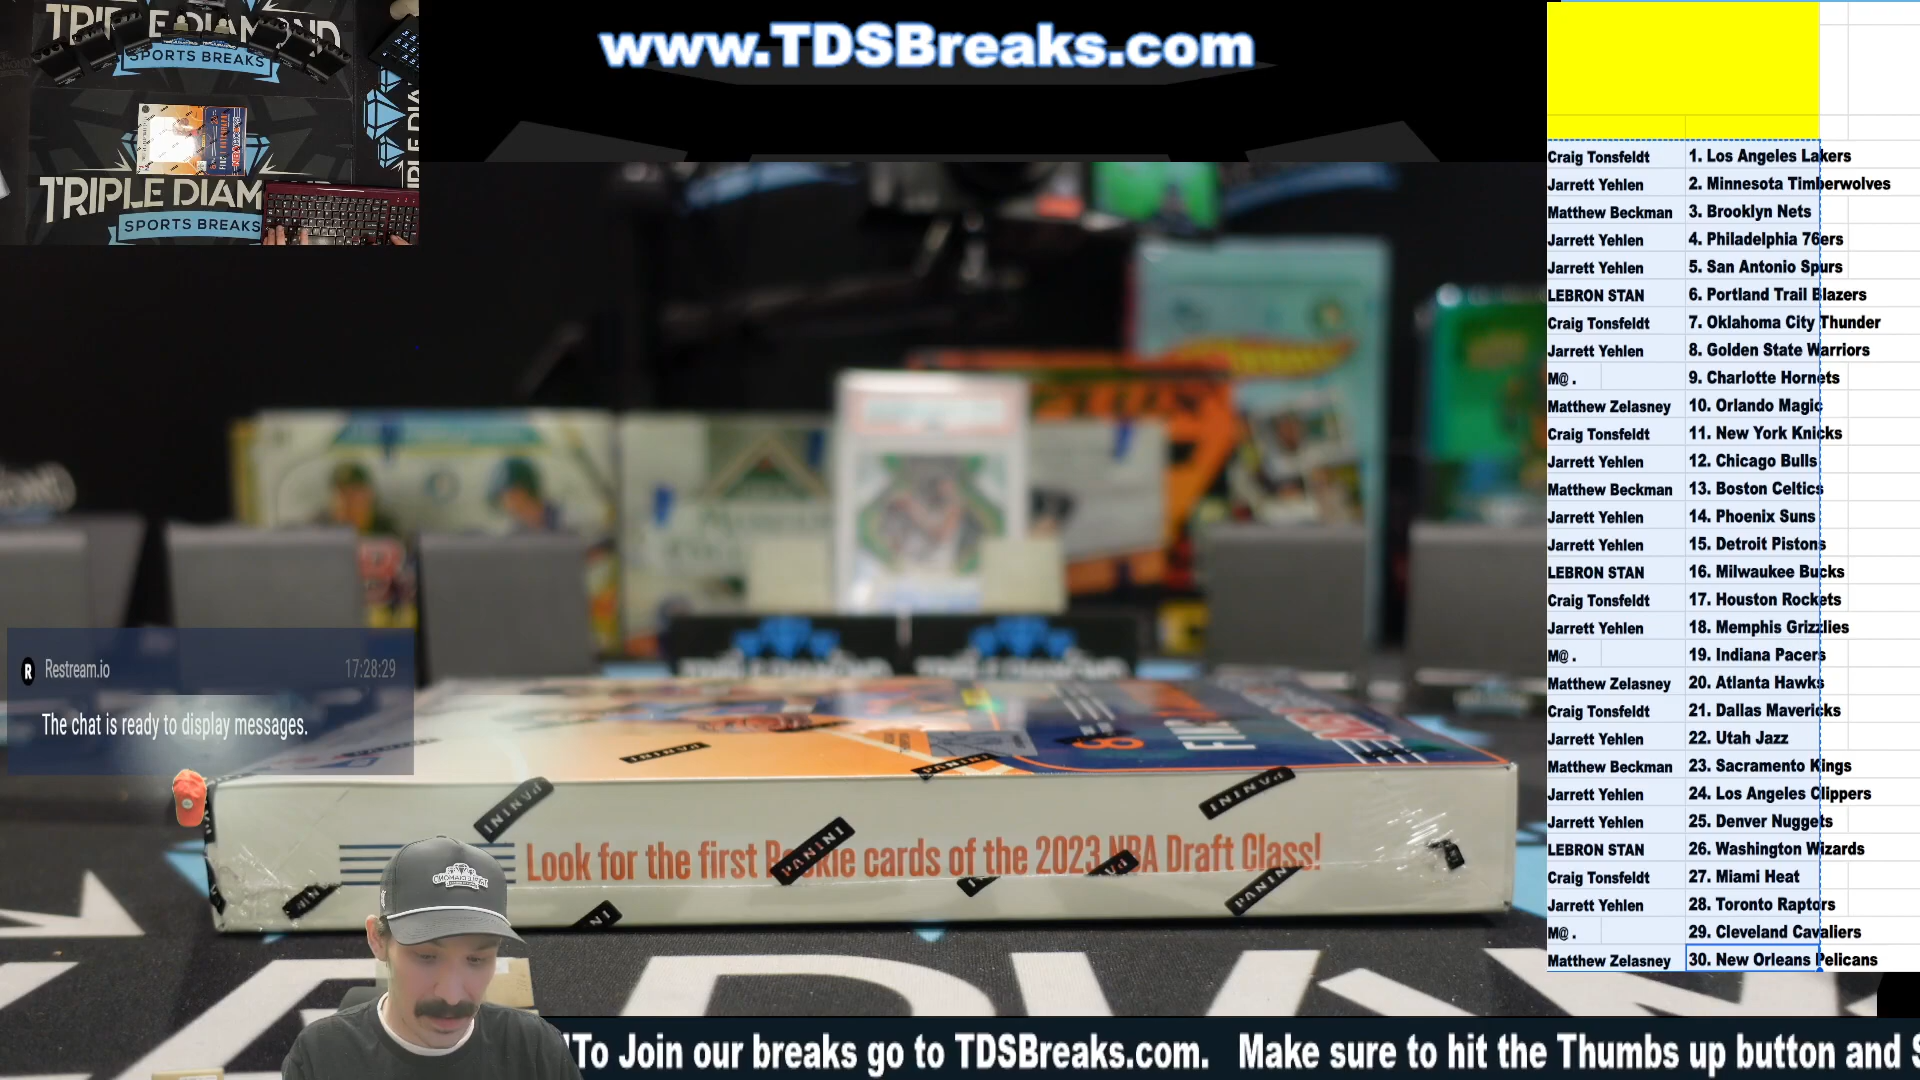 TRIPLE DIAMOND
SPORTS BREAKS
TRIPLE DIAM
SPORTS BREAKS
www.TDSBreaks.com
Craig Tonsfeldt 1. Los Angeles Lakers
Jarrett Yehlen 2. Minnesota Timberwolves
Matthew Beckman 3. Brooklyn Nets
Jarrett Yehlen 4. Philadelphia 76ers
Jarrett Yehlen 5. San Antonio Spurs
LEBRON STAN 6. Portland Trail Blazers
Craig Tonsfeldt 7. Oklahoma City Thunder
Jarrett Yehlen 8. Golden State Warriors
M@ . 9. Charlotte Hornets
Matthew Zelasney 10. Orlando Magic
Craig Tonsfeldt 11. New York Knicks
Jarrett Yehlen 12. Chicago Bulls
Matthew Beckman 13. Boston Celtics
Jarrett Yehlen 14. Phoenix Suns
Jarrett Yehlen 15. Detroit Pistons
LEBRON STAN 16. Milwaukee Bucks
Craig Tonsfeldt 17. Houston Rockets
Jarrett Yehlen 18. Memphis Grizzlies
M@ . 19. Indiana Pacers
Matthew Zelasney 20. Atlanta Hawks
Craig Tonsfeldt 21. Dallas Mavericks
Jarrett Yehlen 22. Utah Jazz
Matthew Beckman 23. Sacramento Kings
Jarrett Yehlen 24. Los Angeles Clippers
Jarrett Yehlen 25. Denver Nuggets
LEBRON STAN 26. Washington Wizards
Craig Tonsfeldt 27. Miami Heat
Jarrett Yehlen 28. Toronto Raptors
M@ . 29. Cleveland Cavaliers
Matthew Zelasney 30. New Orleans Pelicans
Restream.io 17:28:29
The chat is ready to display messages.
PANINI
PANINI
PANINI
PANINI
Look for the first Rookie cards of the 2023 NBA Draft Class!
PANINI
PANINI
TRIPLE DIAMOND
To Join our breaks go to TDSBreaks.com. Make sure to hit the Thumbs up button and S